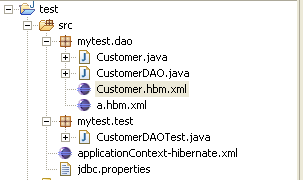 test
src
mytest.dao
Customer.java
CustomerDAO.java
Customer.hbm.xml
a.hbm.xml
mytest.test
CustomerDAOTest.java
applicationContext-hibernate.xml
jdbc.properties